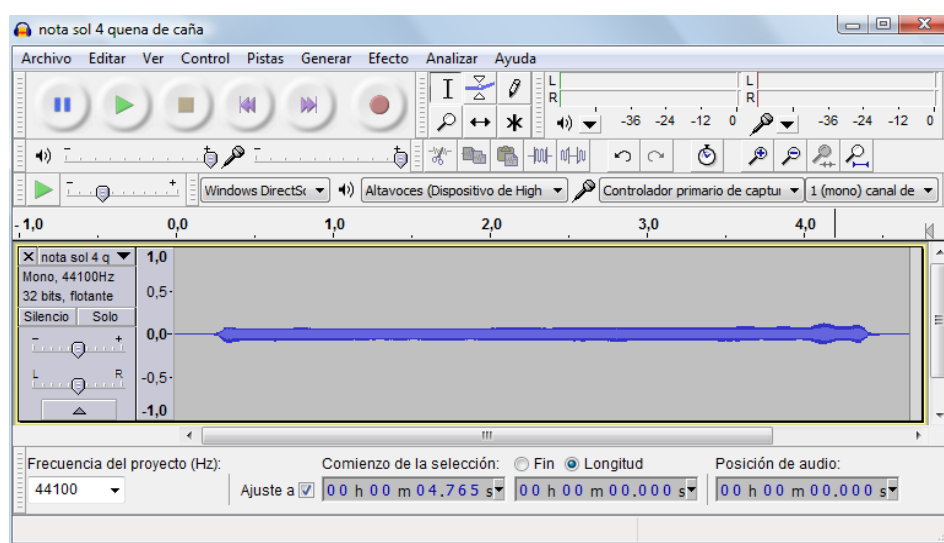 nota sol 4 quena de caña
Archivo Editar Ver Control Pistas Generar Efecto Analizar Ayuda
L L
R R
-36 -24 -12 0 -36 -24 -12 0
Windows DirectSo Altavoces (Dispositivo de High Controlador primario de captui 1 (mono) canal de
-1,0 0,0 1,0 2,0 3,0 4,0
X nota sol 4 q 1,0
Mono, 44100Hz
32 bits, flotante 0,5-
Silencio Solo
- + 0,0-
L R -0,5-
-1,0
Frecuencia del proyecto (Hz): Comienzo de la selección: Fin Longitud Posición de audio:
44100 Ajuste a 00 h 00 m 04.765 s 00 h 00 m 00.000 s 00 h 00 m 00.000 s